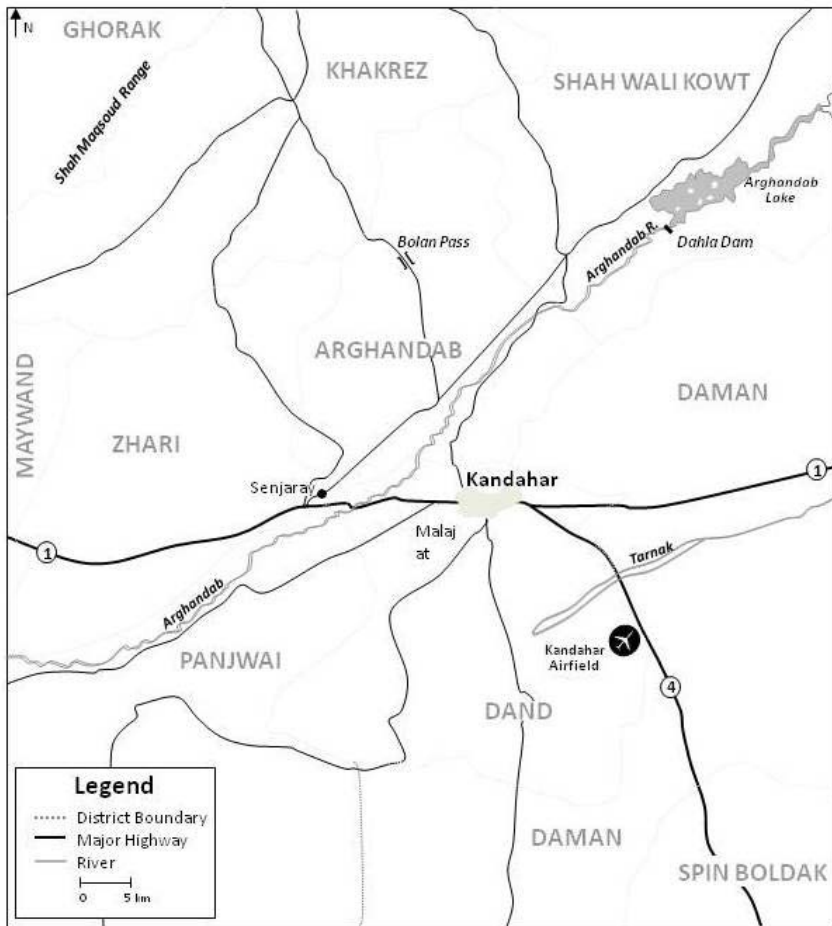 N
GHORAK
KHAKREZ
SHAH WALI KOWT
Shah Maqsoud Range
Arghandab
Lake
Arghandab R.
Dahla Dam
Bolan Pass
ARGHANDAB
MAYWAND
DAMAN
ZHARI
Senjaray
Kandahar
1
Malaj
at
1
Tarnak
Arghandab
Kandahar
Airfield
PANJWAI
4
DAND
Legend
District Boundary
Major Highway
River
0 5 km
DAMAN
SPIN BOLDAK